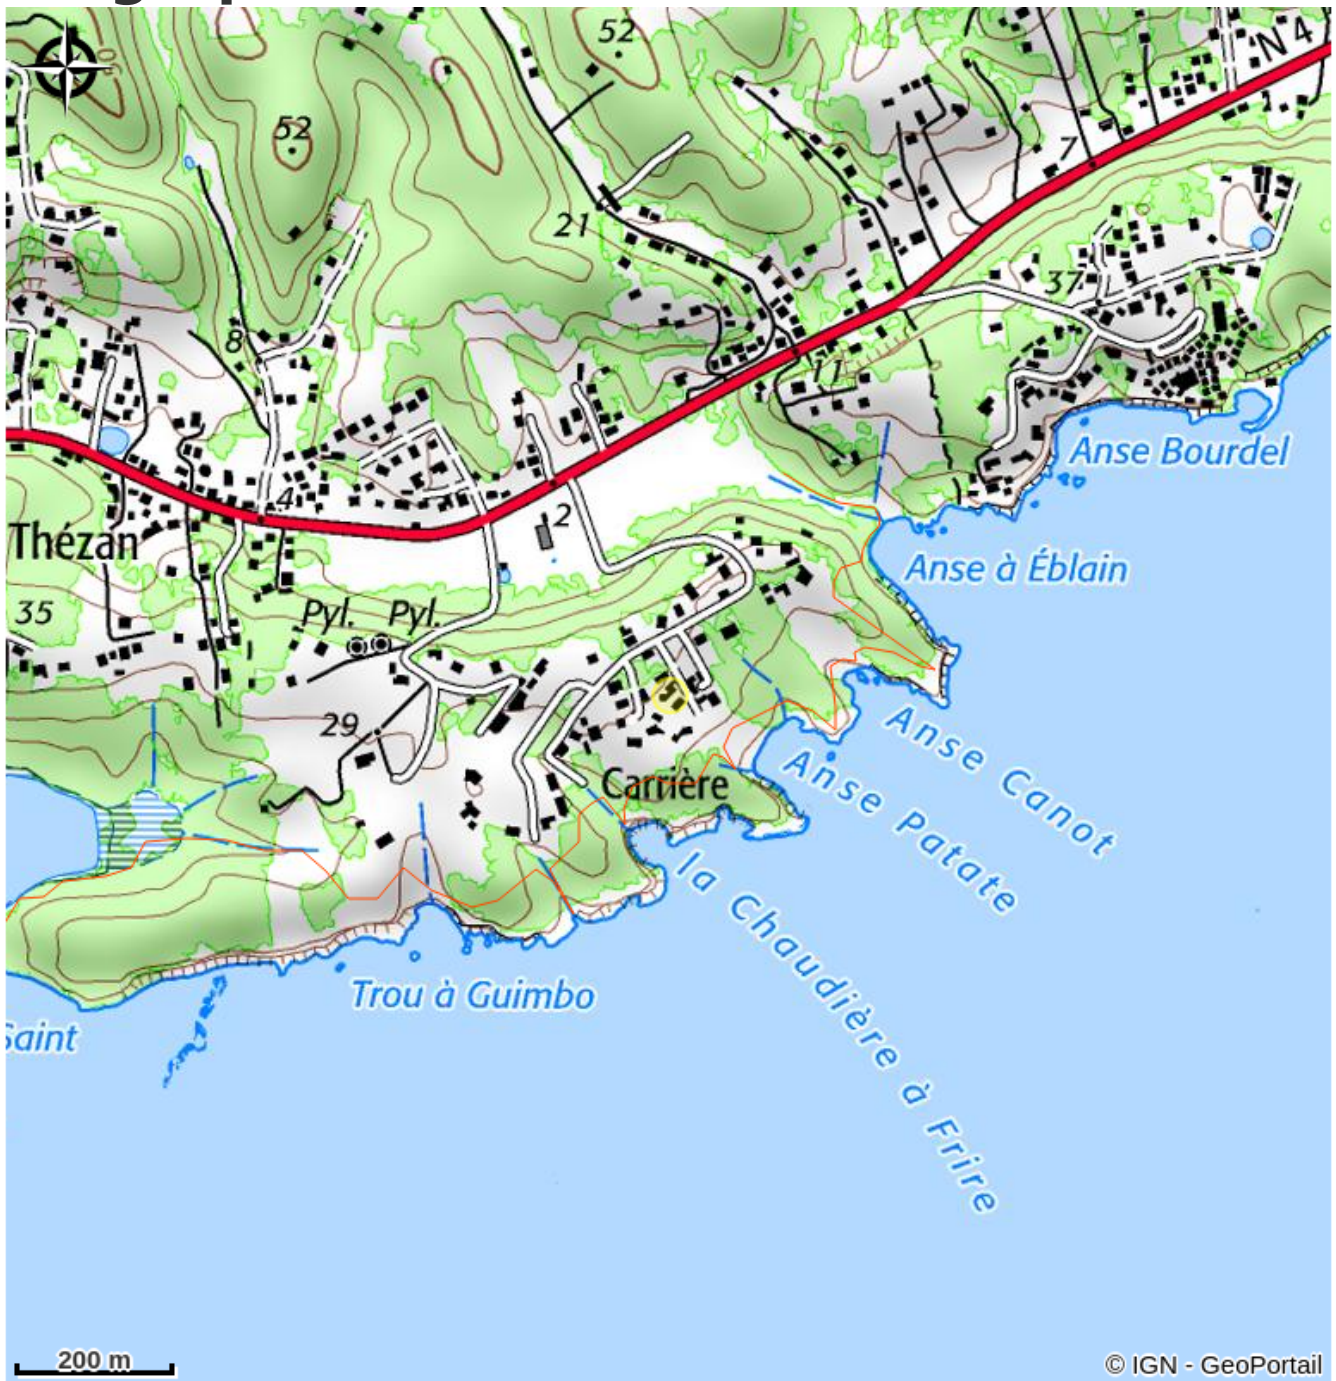 52
N 4
52
7
21
37
8
11
Anse Bourdel
4
2
Thézan
Anse à Éblain
35
Pyl.
Pyl.
29
Anse Canot
Carrière
Anse Patate
la Chaudière à Frire
Trou à Guimbo
Saint
200 m
© IGN - GeoPortail